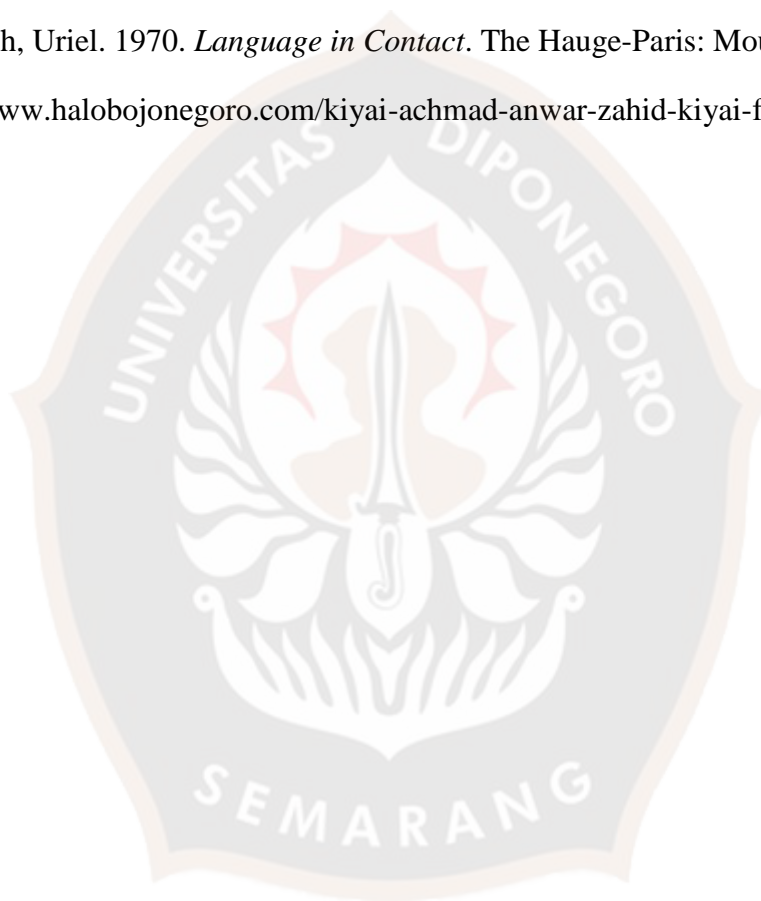 h, Uriel. 1970. Language in Contact. The Hauge-Paris: Mou
ww.halobojonegoro.com/kiyai-achmad-anwar-zahid-kiyai-f
UNIVERSITAS DIPONEGORO
SEMARANG